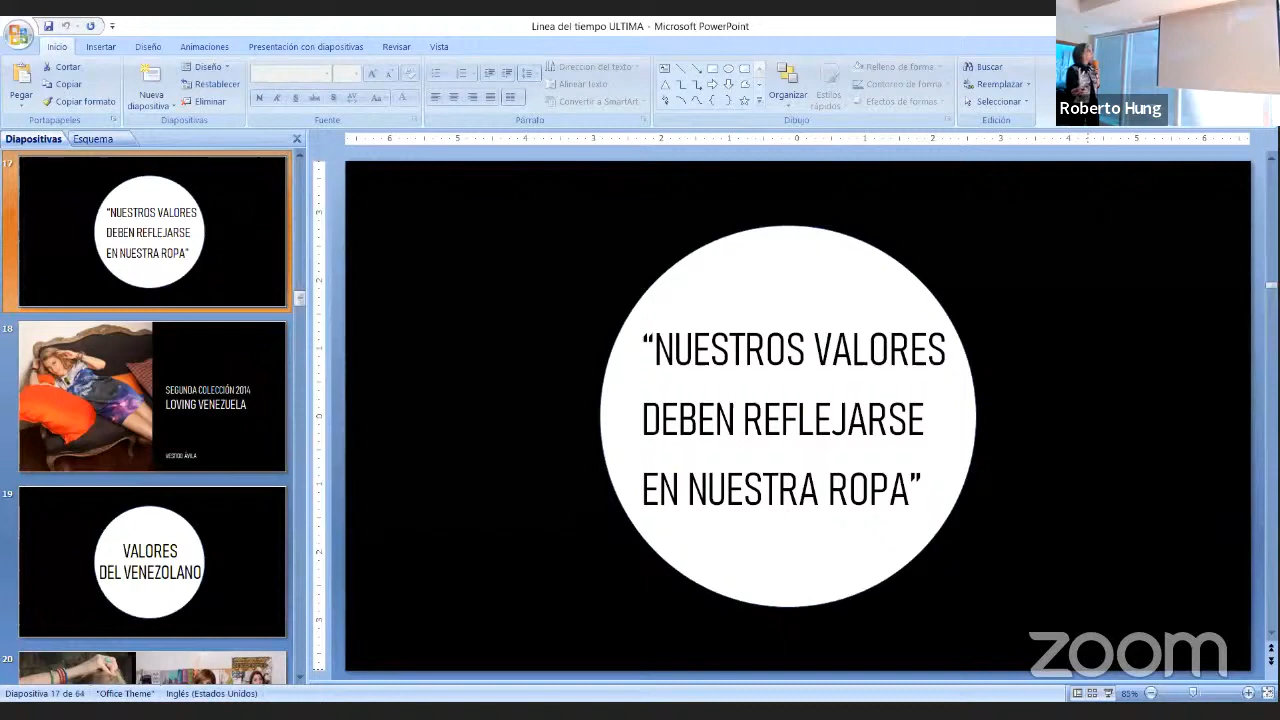 Linea del tiempo ULTIMA - Microsoft PowerPoint
Inicio Insertar Diseño Animaciones Presentación con diapositivas Revisar Vista
Pegar
Cortar
Copiar
Copiar formato
Portapapeles
Nueva
diapositiva
Diseño
Restablecer
Eliminar
Diapositivas
Fuente
Dirección del texto
Alinear texto
Convertir a SmartArt
Párrafo
Organizar
Estilos
rápidos
Relleno de forma
Contorno de forma
Efectos de formas
Dibujo
Buscar
Reemplazar
Seleccionar
Edición
Roberto Hung
Diapositivas Esquema
17
“NUESTROS VALORES
DEBEN REFLEJARSE
EN NUESTRA ROPA”
18
SEGUNDA COLECCIÓN 2014
LOVING VENEZUELA
VESTIDO ÁVILA
19
VALORES
DEL VENEZOLANO
20
“NUESTROS VALORES
DEBEN REFLEJARSE
EN NUESTRA ROPA”
zoom
Diapositiva 17 de 64 "Office Theme" Inglés (Estados Unidos) 85%